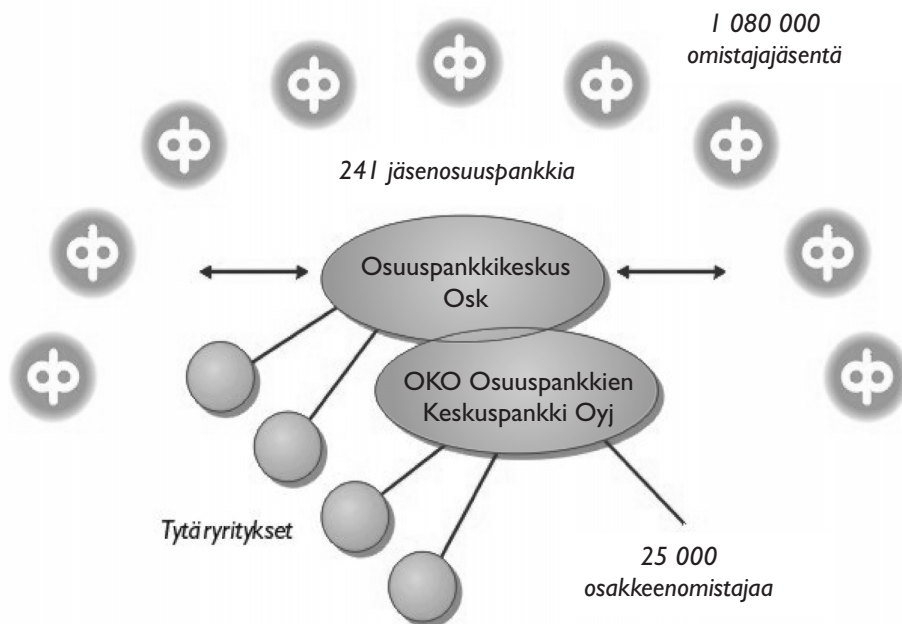 1 080 000
omistajajäsentä
241 jäsenosuuspankkia
Osuuspankkikeskus
Osk
OKO Osuuspankkien
Keskuspankki Oyj
Tytäryritykset
25 000
osakkeenomistajaa